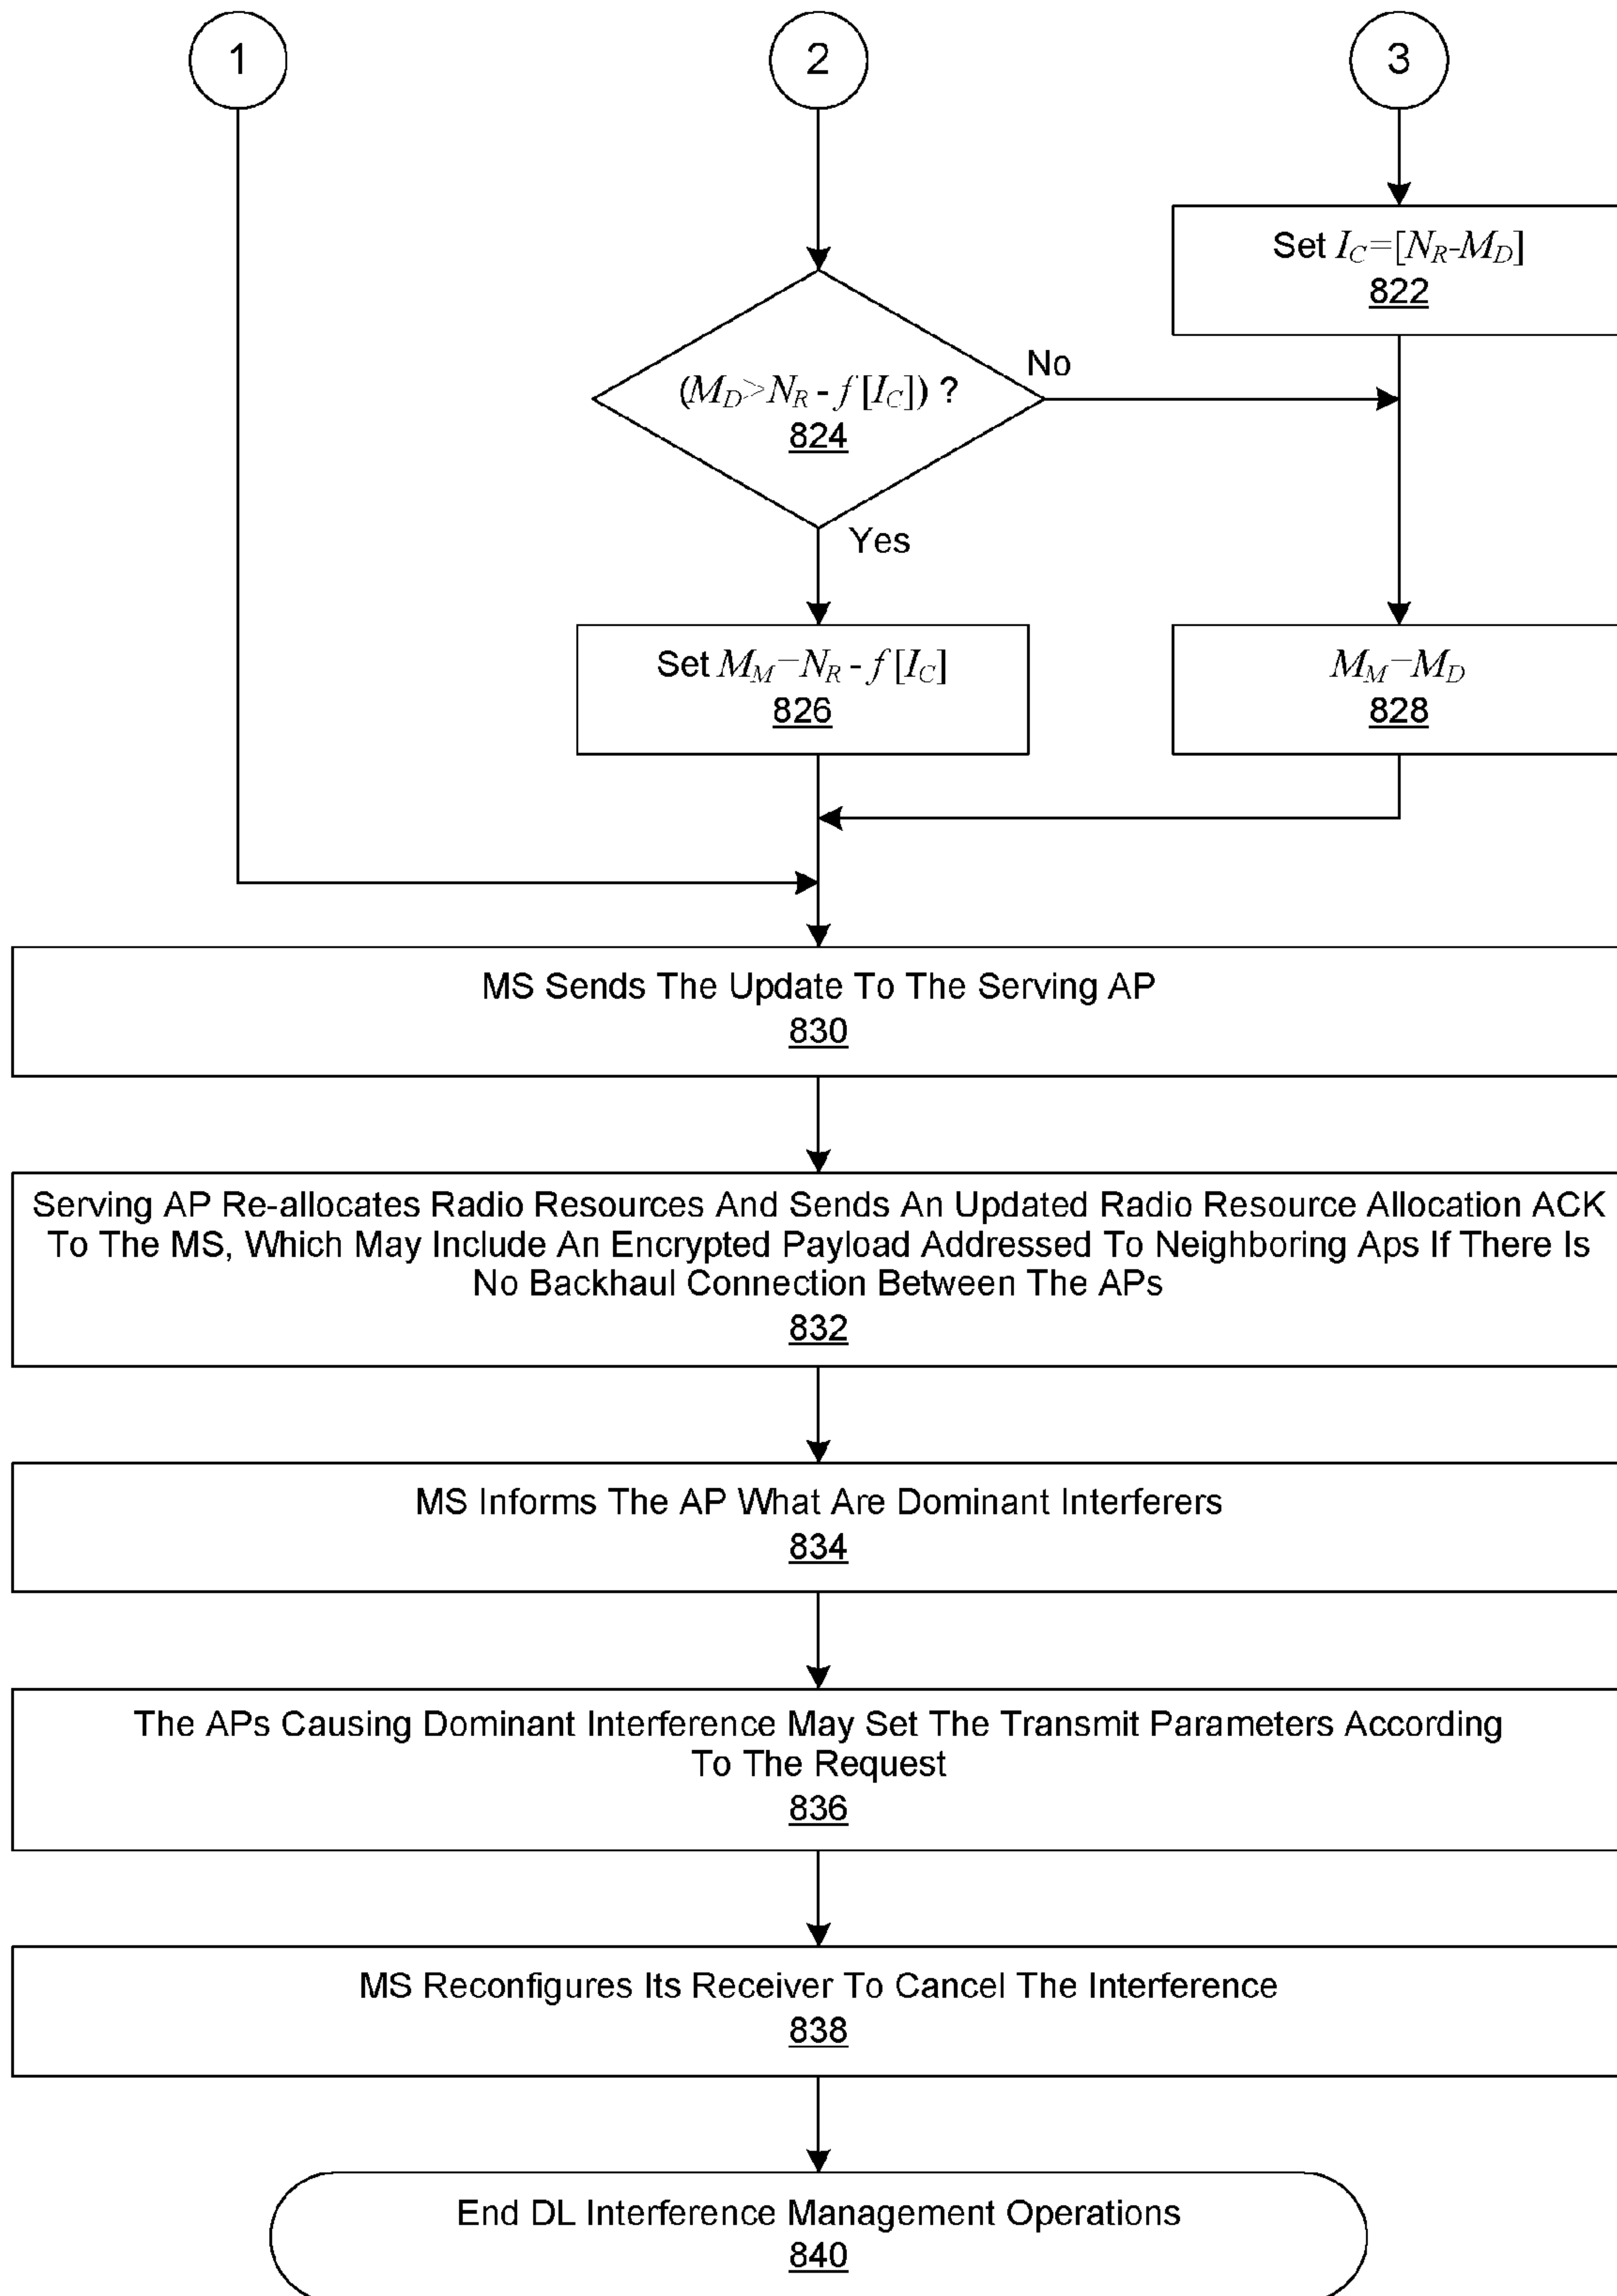 1
2
3
Set I_C=[N_R-M_D]
822
No
(M_D>N_R - f [I_C]) ?
824
Yes
Set M_M–N_R - f [I_C]
826
M_M–M_D
828
MS Sends The Update To The Serving AP
830
Serving AP Re-allocates Radio Resources And Sends An Updated Radio Resource Allocation ACK
To The MS, Which May Include An Encrypted Payload Addressed To Neighboring Aps If There Is
No Backhaul Connection Between The APs
832
MS Informs The AP What Are Dominant Interferers
834
The APs Causing Dominant Interference May Set The Transmit Parameters According
To The Request
836
MS Reconfigures Its Receiver To Cancel The Interference
838
End DL Interference Management Operations
840